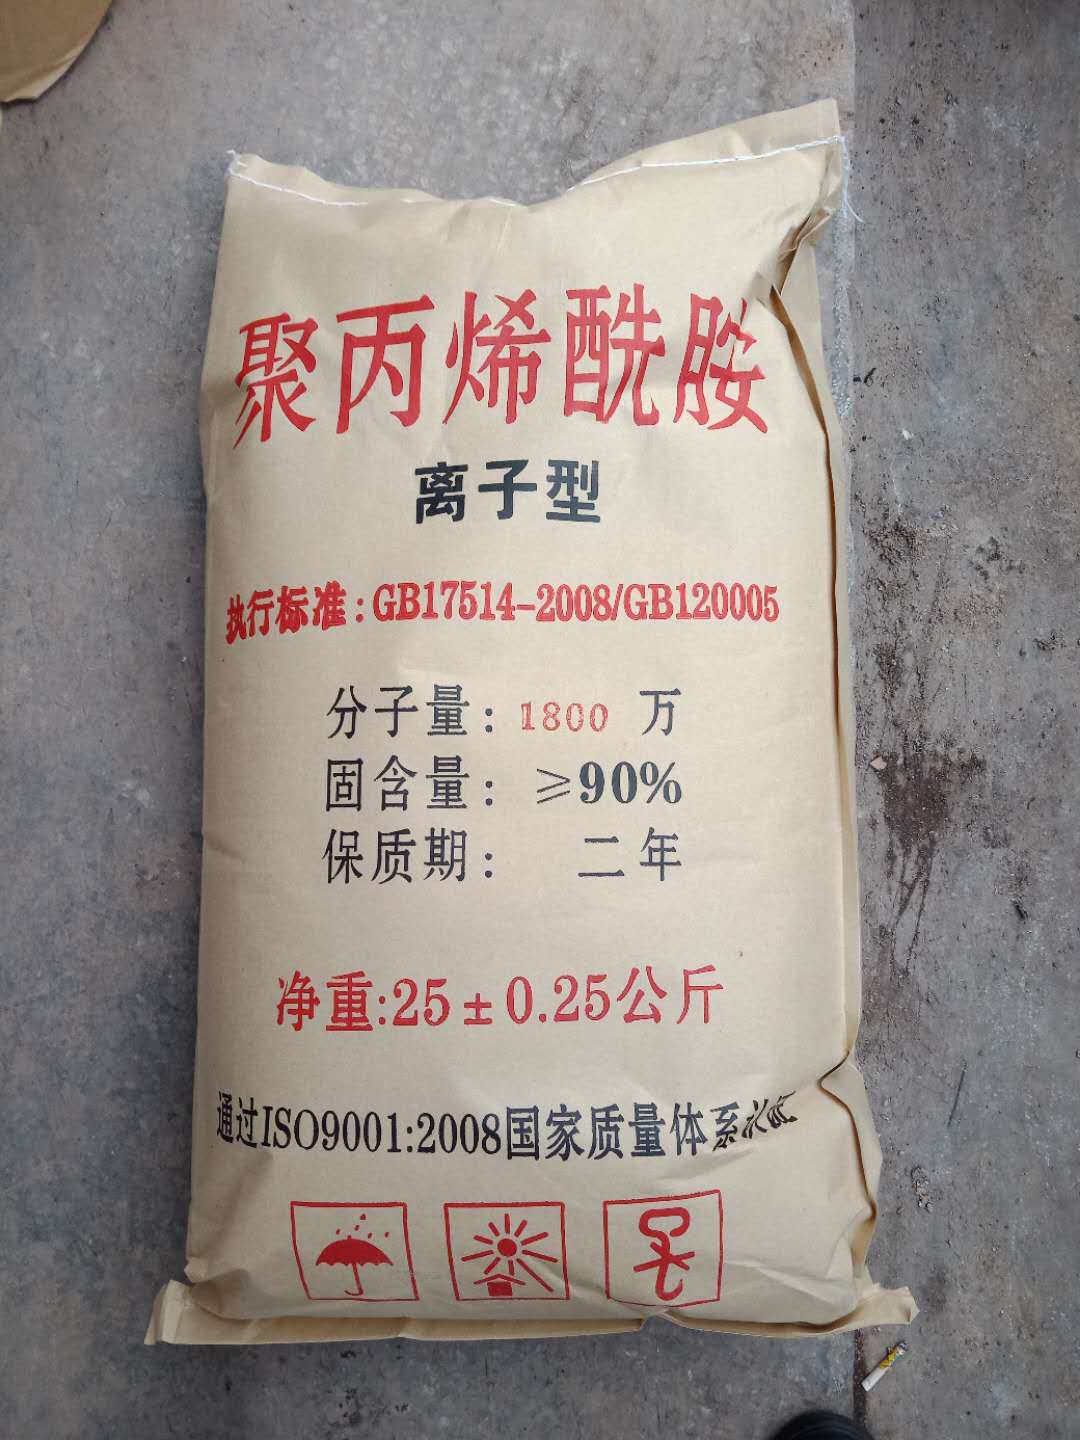 聚丙烯酰胺
离子型
执行标准:GB17514-2008/GB120005
分子量: 1800 万
固含量: ≥90%
保质期: 二年
净重:25±0.25公斤
通过ISO9001:2008国家质量体系认证